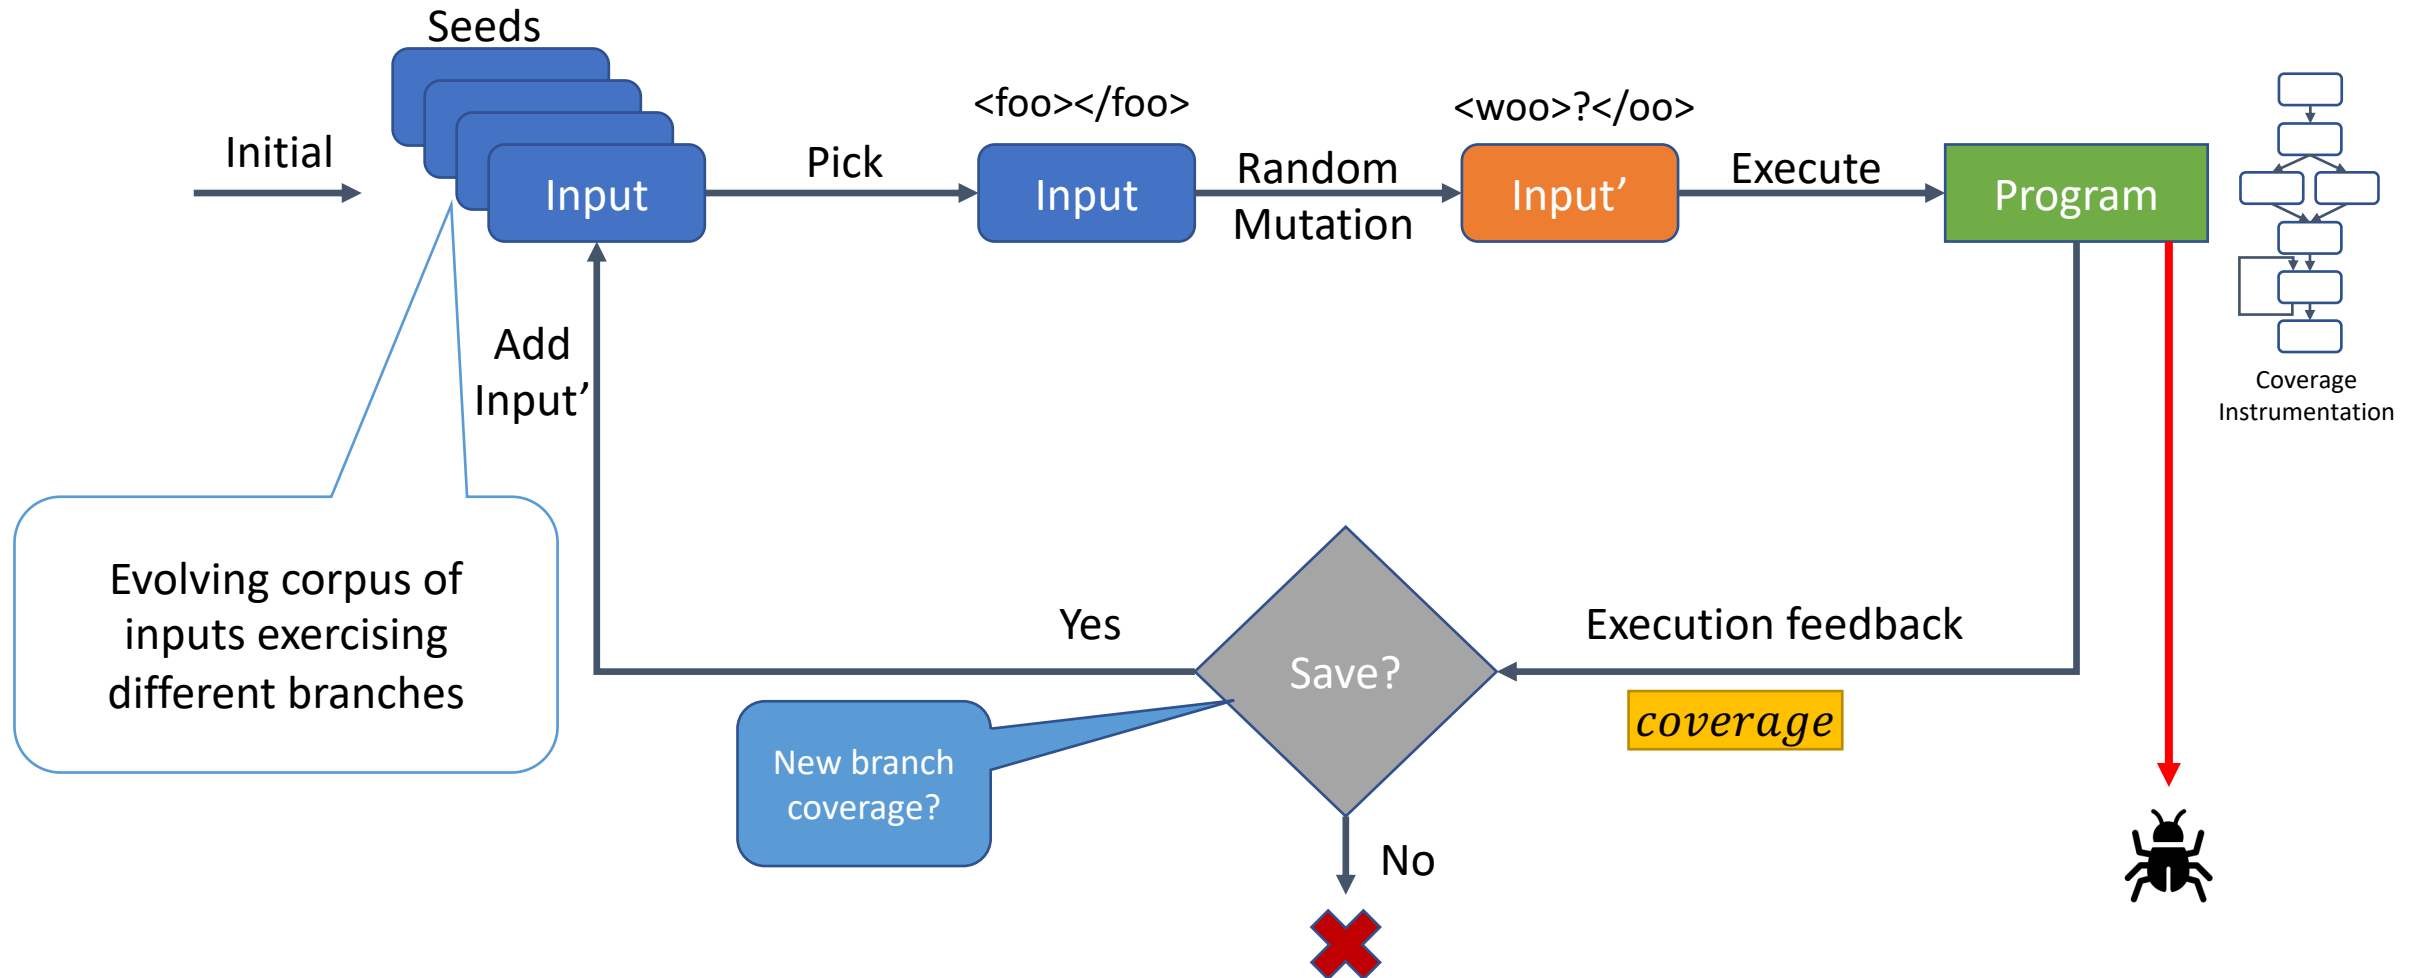 Seeds
Initial
Input
Pick
<foo></foo>
Input
Random
Mutation
<woo>?</oo>
Input’
Execute
Program
Coverage
Instrumentation
Add
Input’
Evolving corpus of
inputs exercising
different branches
Yes
Save?
Execution feedback
coverage
New branch
coverage?
No